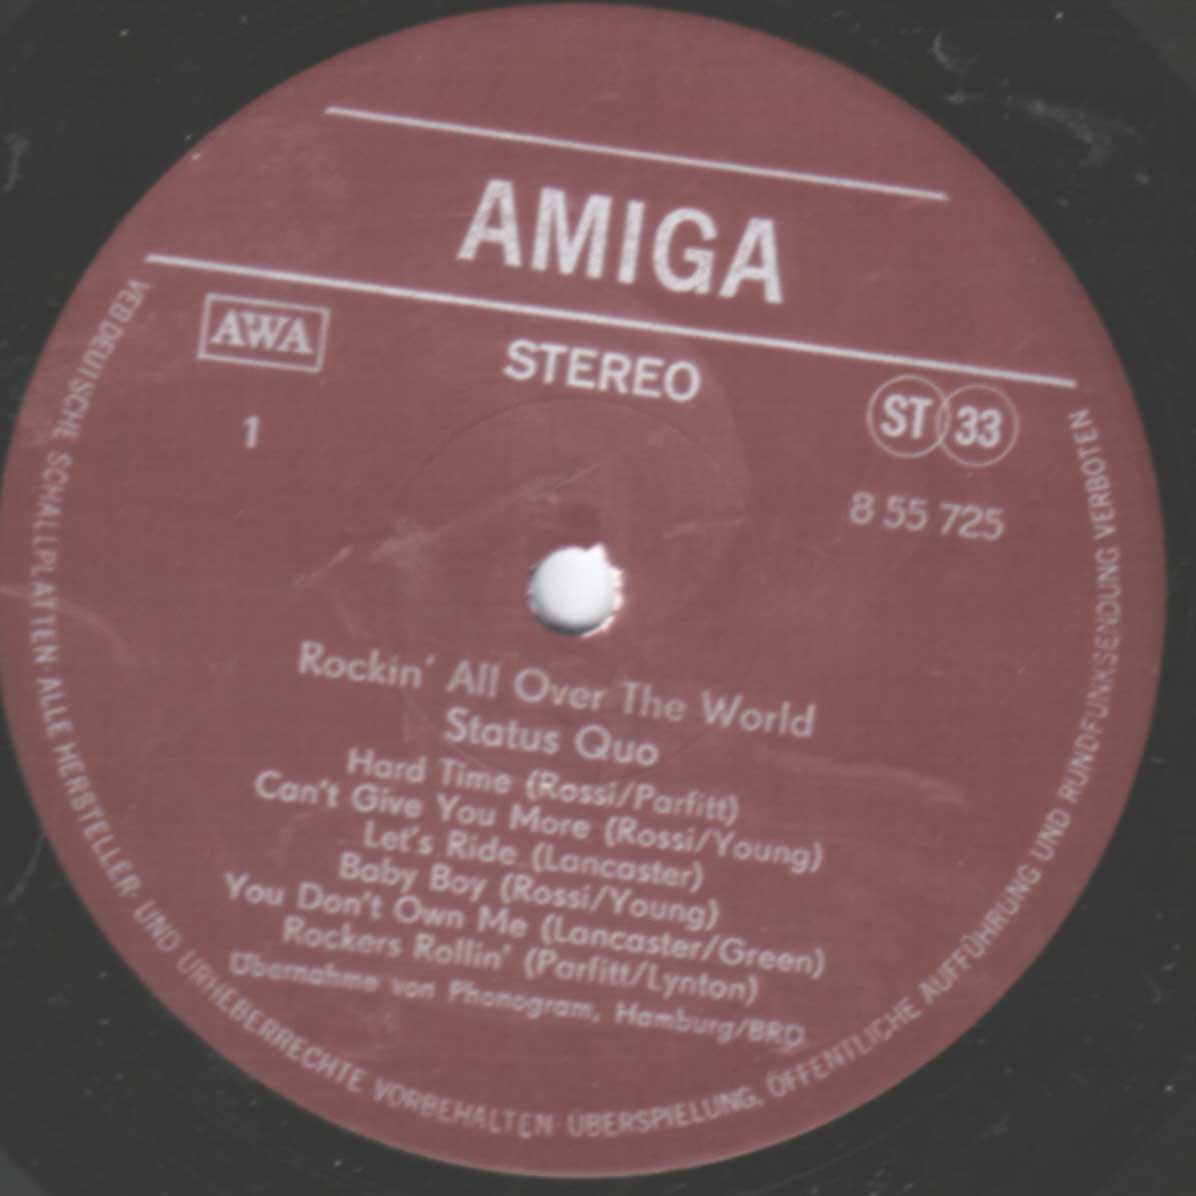 AMIGA
AWA
STEREO
ST 33
1
8 55 725
Rockin' All Over The World
Status Quo
Hard Time (Rossi/Parfitt)
Can't Give You More (Rossi/Young)
Let's Ride (Lancaster)
Baby Boy (Rossi/Young)
You Don't Own Me (Lancaster/Green)
Rockers Rollin' (Parfitt/Lynton)
Übernahme von Phonogram, Hamburg/BRD
VEB DEUTSCHE SCHALLPLATTEN · ALLE HERSTELLER- UND URHEBERRECHTE VORBEHALTEN · ÜBERSPIELUNG, ÖFFENTLICHE AUFFÜHRUNG UND RUNDFUNKSENDUNG VERBOTEN